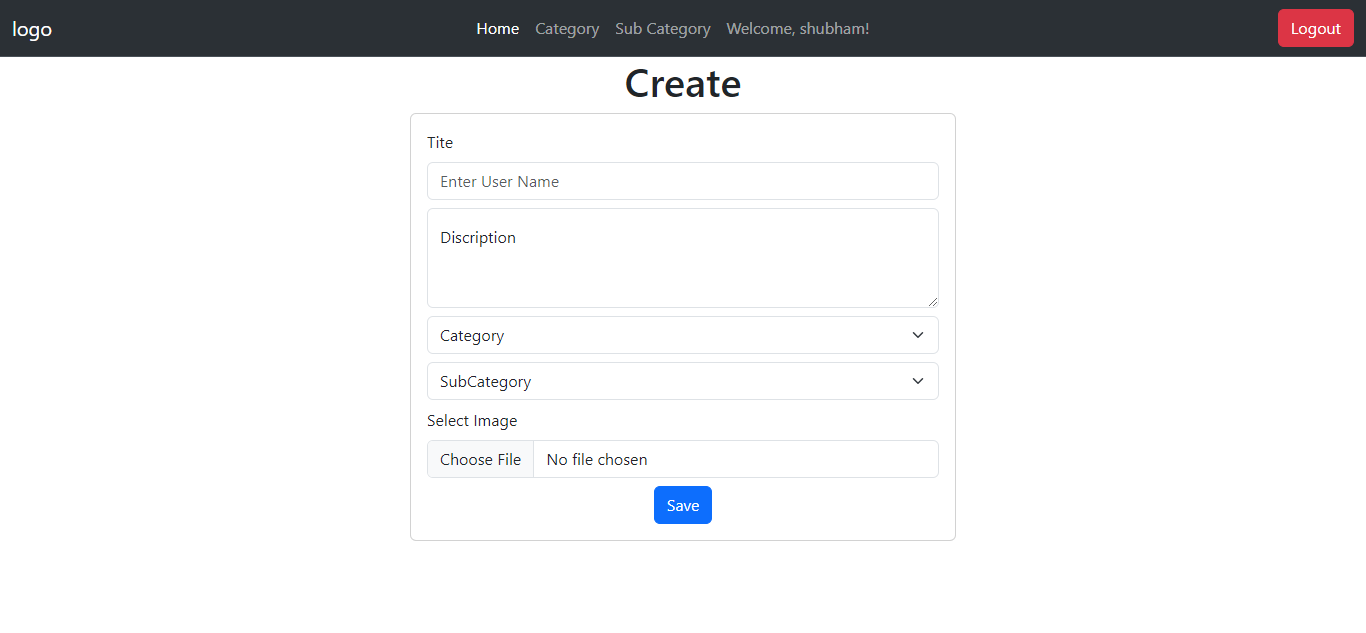 logo Home Category Sub Category Welcome, shubham! Logout
Create
Tite
Enter User Name
Discription
Category
SubCategory
Select Image
Choose File No file chosen
Save